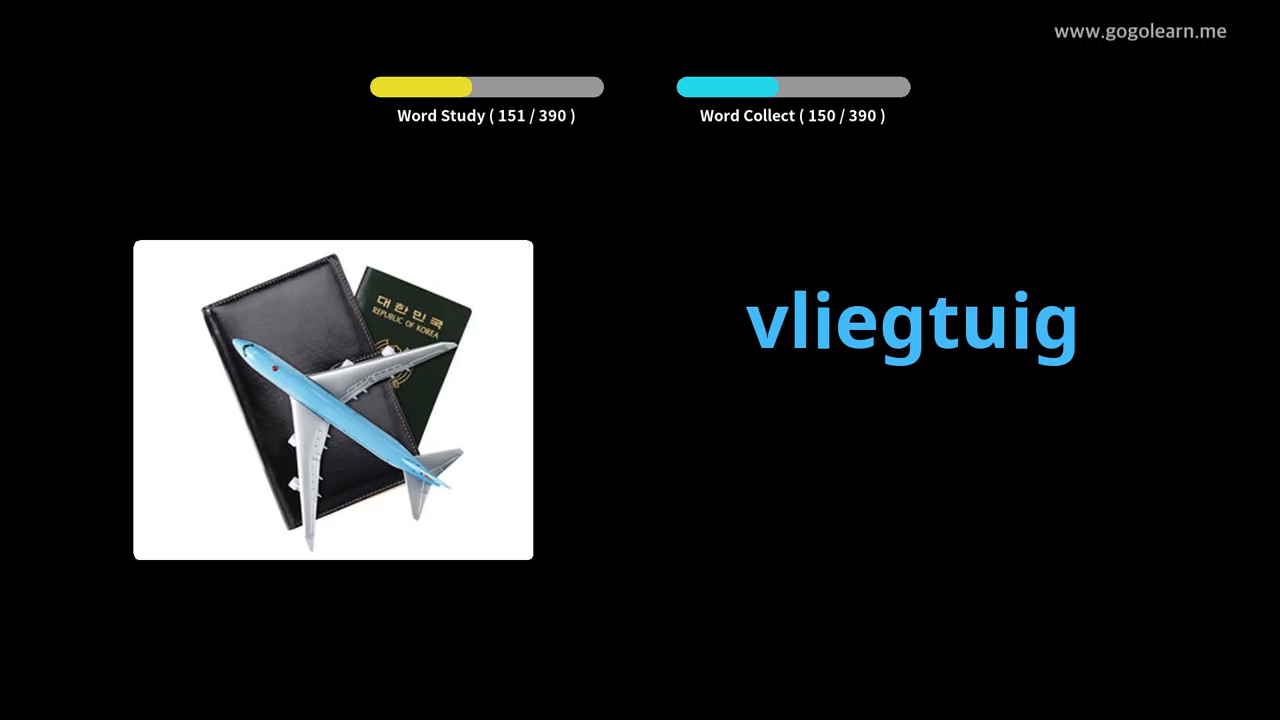 www.gogolearn.me
Word Study ( 151 / 390 )
Word Collect ( 150 / 390 )
대한민국
REPUBLIC OF KOREA
vliegtuig